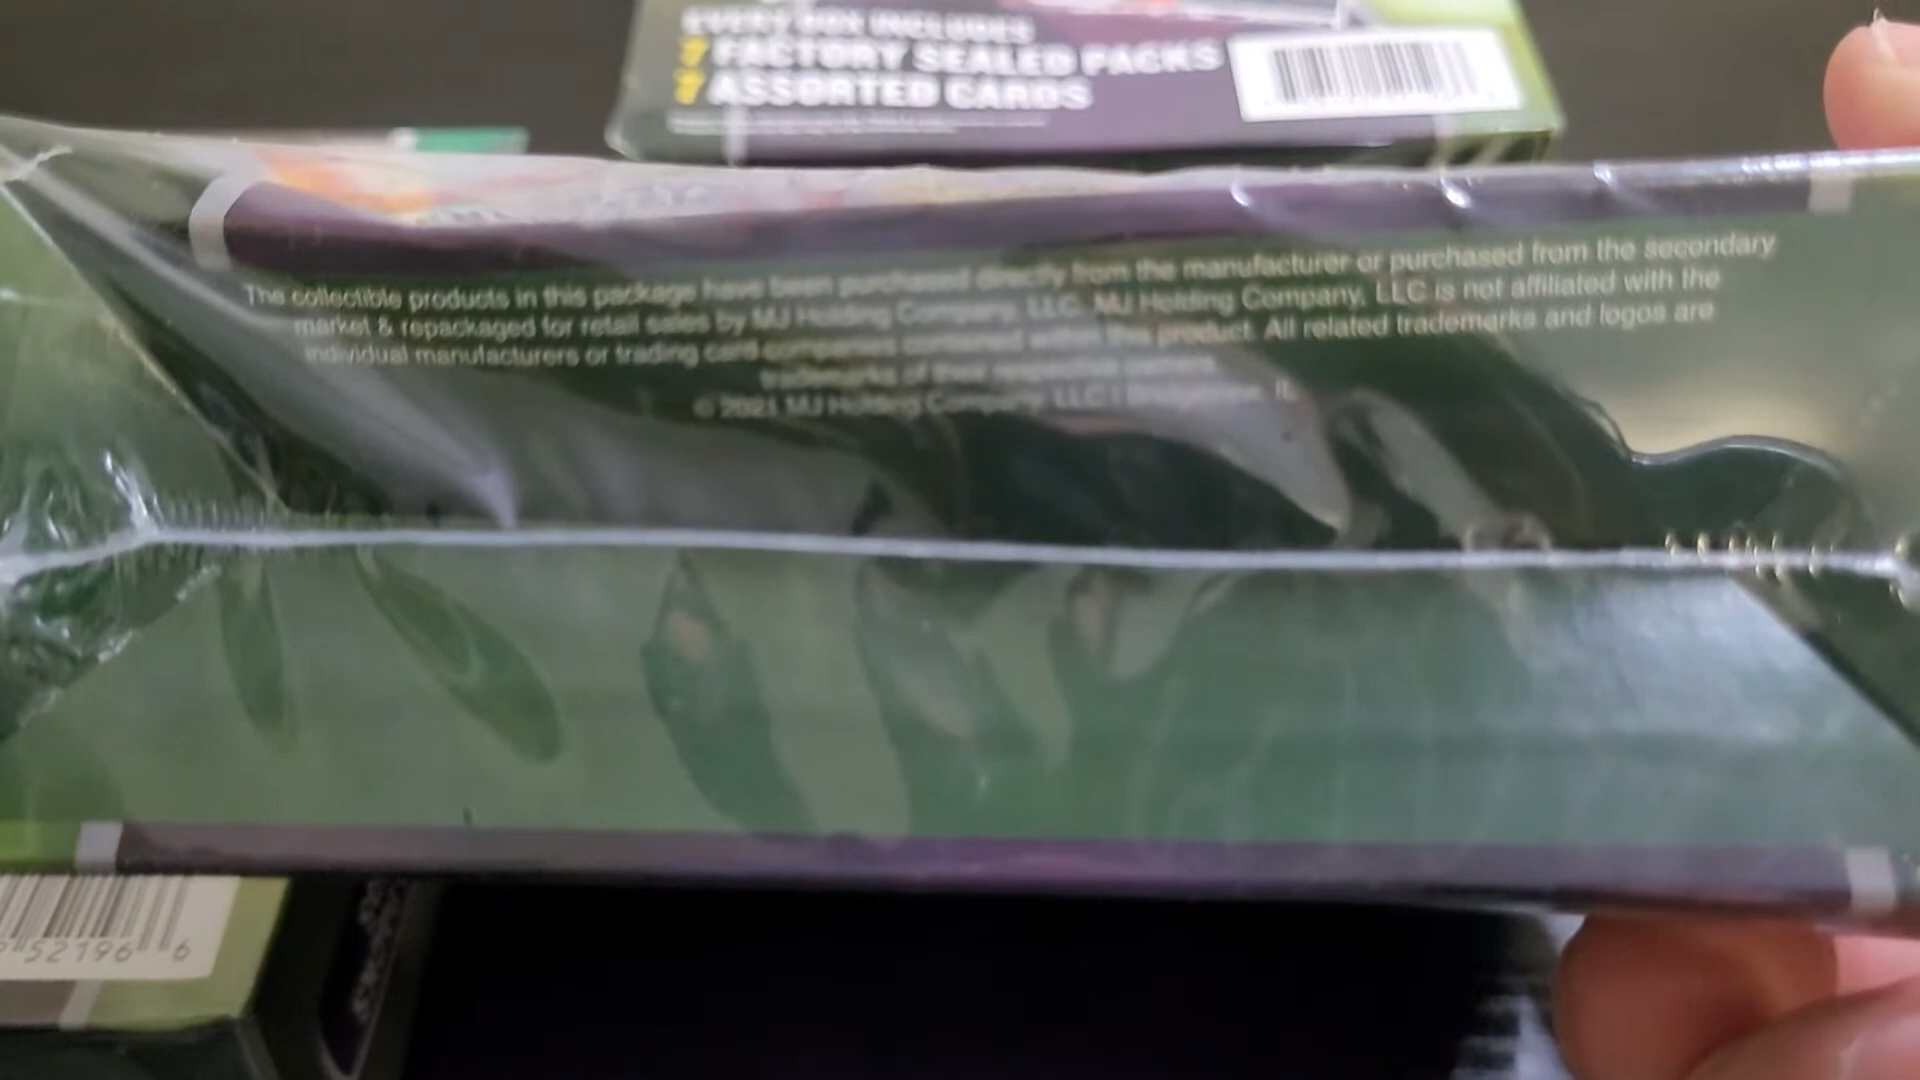 EVERY BOX INCLUDES
7 FACTORY SEALED PACKS
7 ASSORTED CARDS
The collectible products in this package have been purchased directly from the manufacturer or purchased from the secondary
market & repackaged for retail sales by MJ Holding Company, LLC. MJ Holding Company, LLC is not affiliated with the
individual manufacturers or trading card companies contained within this product. All related trademarks and logos are
trademarks of their respective owners.
© 2021 MJ Holding Company, LLC | Bridgeview, IL
52196 6